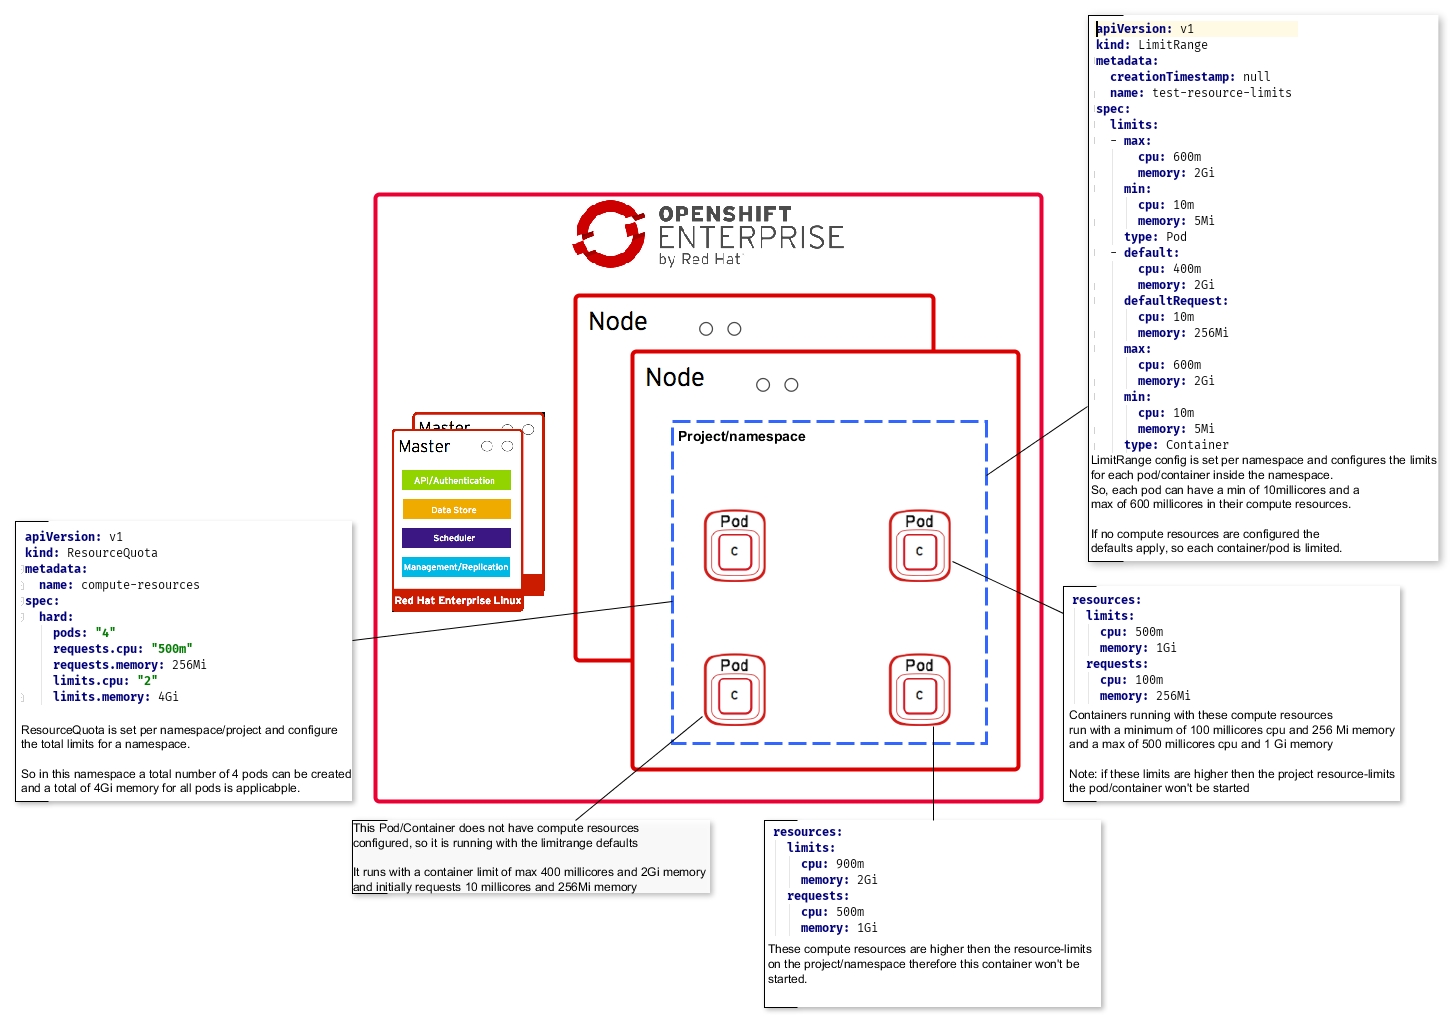 apiVersion: v1
kind: LimitRange
metadata:
creationTimestamp: null
name: test-resource-limits
spec:
limits:
- max:
cpu: 600m
memory: 2Gi
min:
cpu: 10m
memory: 5Mi
type: Pod
- default:
cpu: 400m
memory: 2Gi
defaultRequest:
cpu: 10m
memory: 256Mi
max:
cpu: 600m
memory: 2Gi
min:
cpu: 10m
memory: 5Mi
type: Container
LimitRange config is set per namespace and configures the limits
for each pod/container inside the namespace.
So, each pod can have a min of 10millicores and a
max of 600 millicores in their compute resources.
If no compute resources are configured the
defaults apply, so each container/pod is limited.
OPENSHIFT
ENTERPRISE
by Red Hat
Node
Node
Project/namespace
Master
Master
API/Authentication
Data Store
Scheduler
Management/Replication
Red Hat Enterprise Linux
Pod
C
Pod
C
Pod
C
Pod
C
apiVersion: v1
kind: ResourceQuota
metadata:
name: compute-resources
spec:
hard:
pods: "4"
requests.cpu: "500m"
requests.memory: 256Mi
limits.cpu: "2"
limits.memory: 4Gi
ResourceQuota is set per namespace/project and configure
the total limits for a namespace.
So in this namespace a total number of 4 pods can be created
and a total of 4Gi memory for all pods is applicable.
resources:
limits:
cpu: 500m
memory: 1Gi
requests:
cpu: 100m
memory: 256Mi
Containers running with these compute resources
run with a minimum of 100 millicores cpu and 256 Mi memory
and a max of 500 millicores cpu and 1 Gi memory
Note: if these limits are higher then the project resource-limits
the pod/container won't be started
This Pod/Container does not have compute resources
configured, so it is running with the limitrange defaults
It runs with a container limit of max 400 millicores and 2Gi memory
and initially requests 10 millicores and 256Mi memory
resources:
limits:
cpu: 900m
memory: 2Gi
requests:
cpu: 500m
memory: 1Gi
These compute resources are higher then the resource-limits
on the project/namespace therefore this container won't be
started.